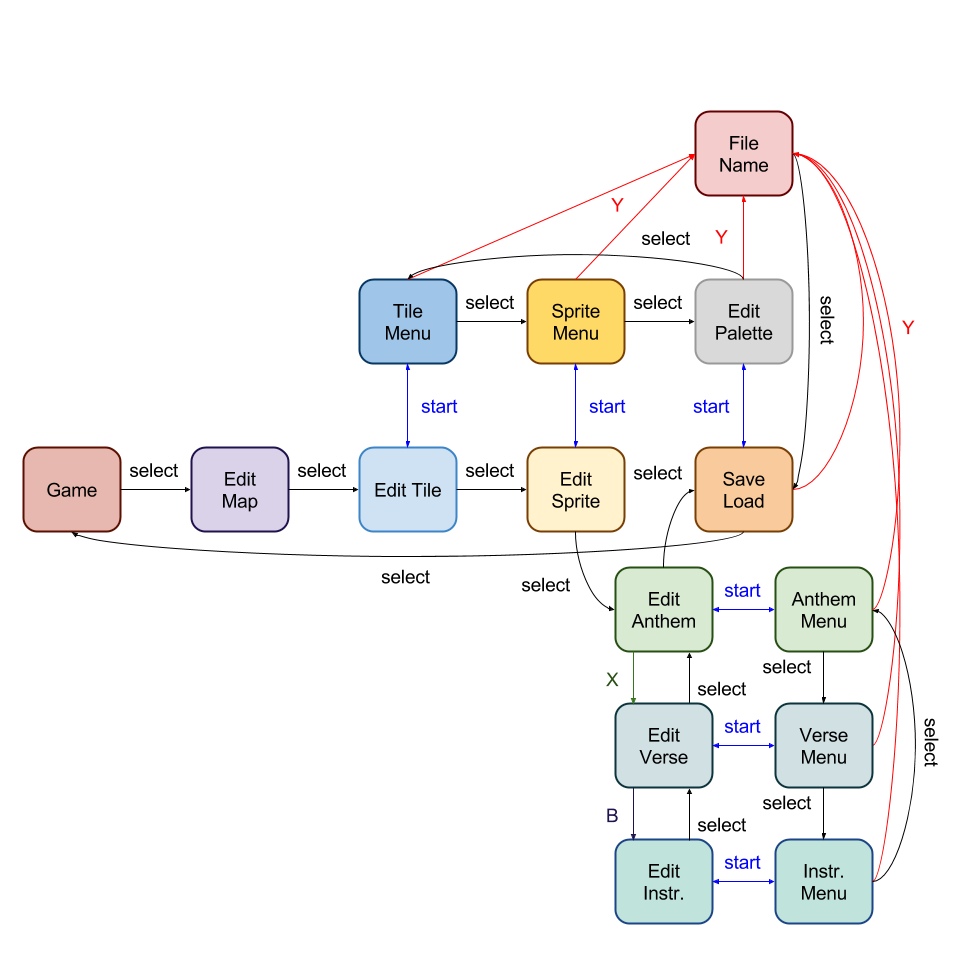 File
Name
Y
Y
select
Tile
Menu
select
Sprite
Menu
select
Edit
Palette
select
Y
start
start
start
Game
select
Edit
Map
select
Edit Tile
select
Edit
Sprite
select
Save
Load
select
select
Edit
Anthem
start
Anthem
Menu
X
select
select
Edit
Verse
start
Verse
Menu
select
B
select
select
Edit
Instr.
start
Instr.
Menu